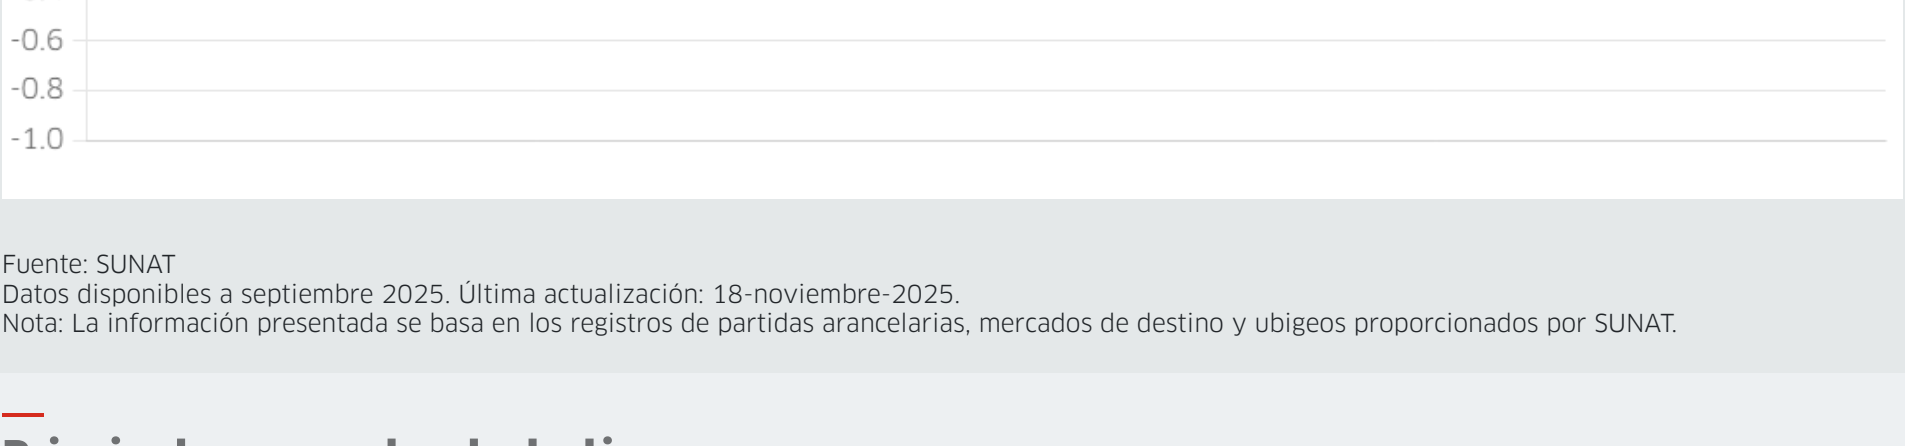 -0.6
-0.8
-1.0
Fuente: SUNAT
Datos disponibles a septiembre 2025. Última actualización: 18-noviembre-2025.
Nota: La información presentada se basa en los registros de partidas arancelarias, mercados de destino y ubigeos proporcionados por SUNAT.